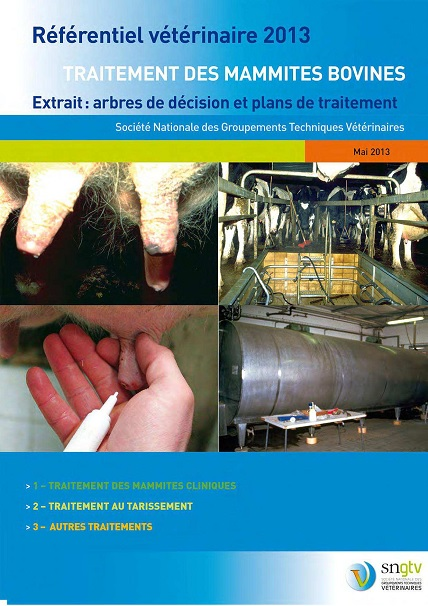 Référentiel vétérinaire 2013
TRAITEMENT DES MAMMITES BOVINES
Extrait : arbres de décision et plans de traitement
Société Nationale des Groupements Techniques Vétérinaires
Mai 2013
> 1 – TRAITEMENT DES MAMMITES CLINIQUES
> 2 – TRAITEMENT AU TARISSEMENT
> 3 – AUTRES TRAITEMENTS
sngtv
SOCIÉTÉ NATIONALE DES
GROUPEMENTS TECHNIQUES
VÉTÉRINAIRES